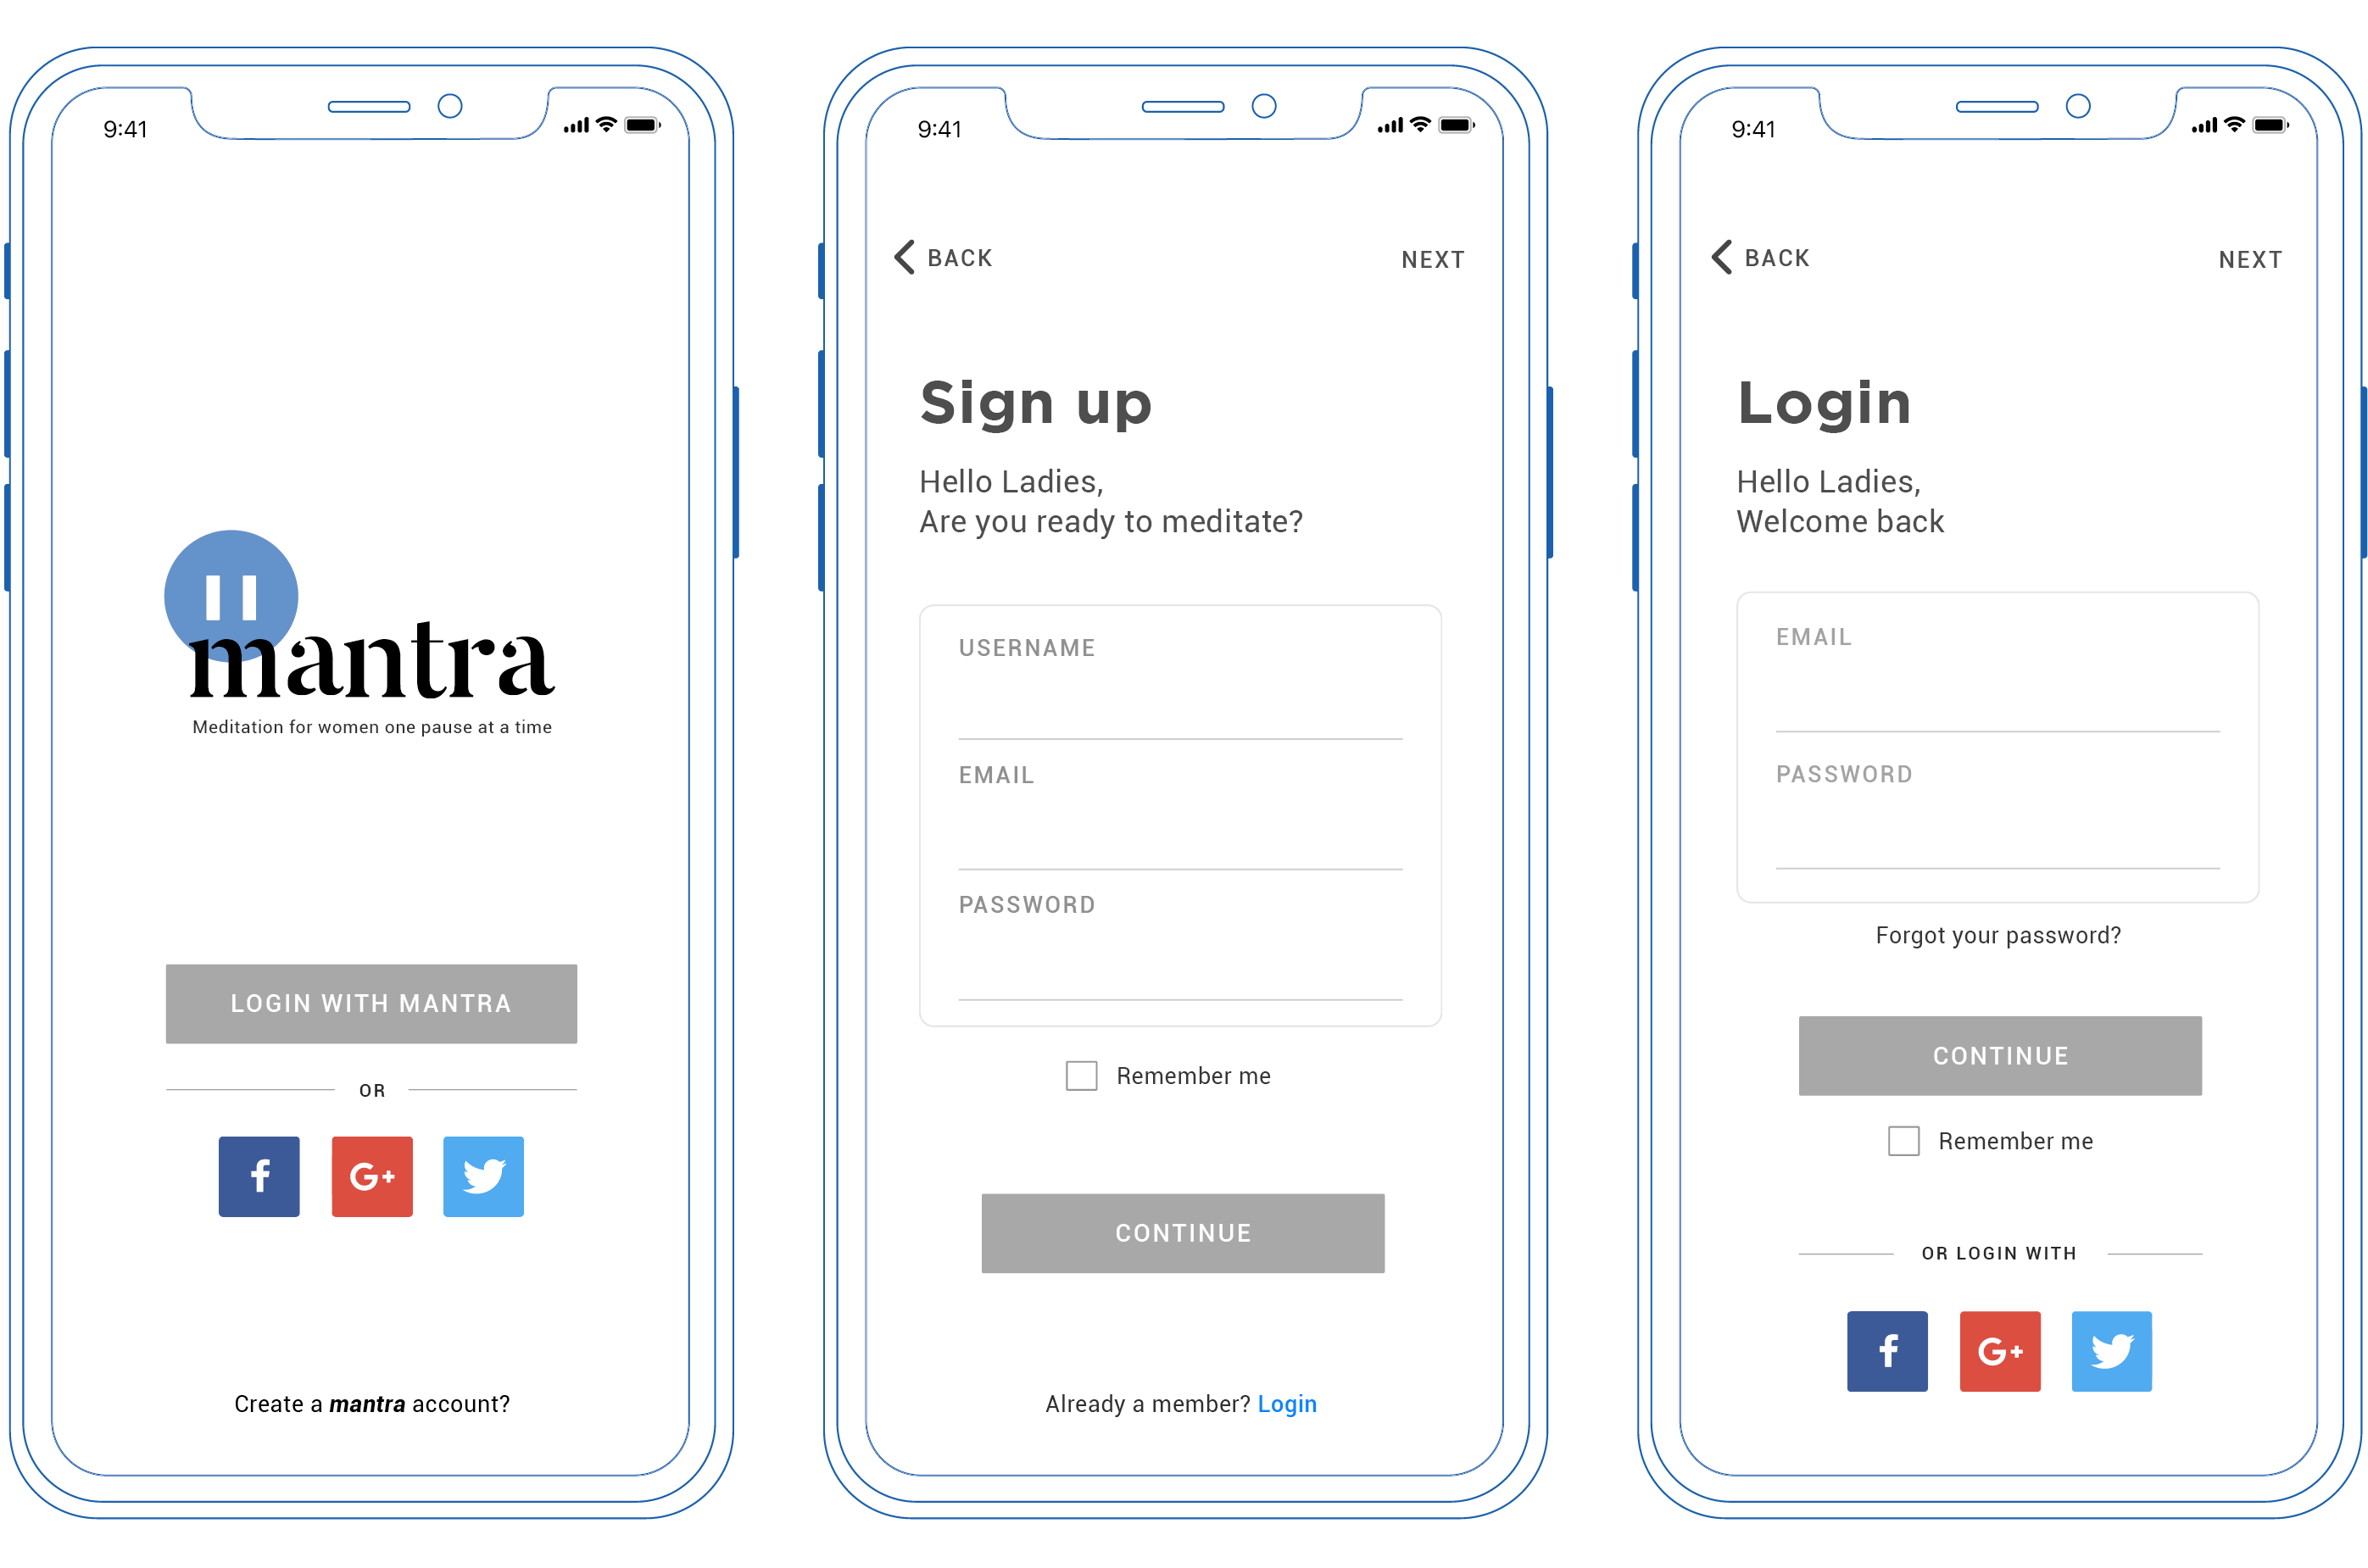 9:41
mantra
Meditation for women one pause at a time
LOGIN WITH MANTRA
OR
f
G+
Create a mantra account?
9:41
BACK
NEXT
Sign up
Hello Ladies,
Are you ready to meditate?
USERNAME
EMAIL
PASSWORD
Remember me
CONTINUE
Already a member? Login
9:41
BACK
NEXT
Login
Hello Ladies,
Welcome back
EMAIL
PASSWORD
Forgot your password?
CONTINUE
Remember me
OR LOGIN WITH
f
G+